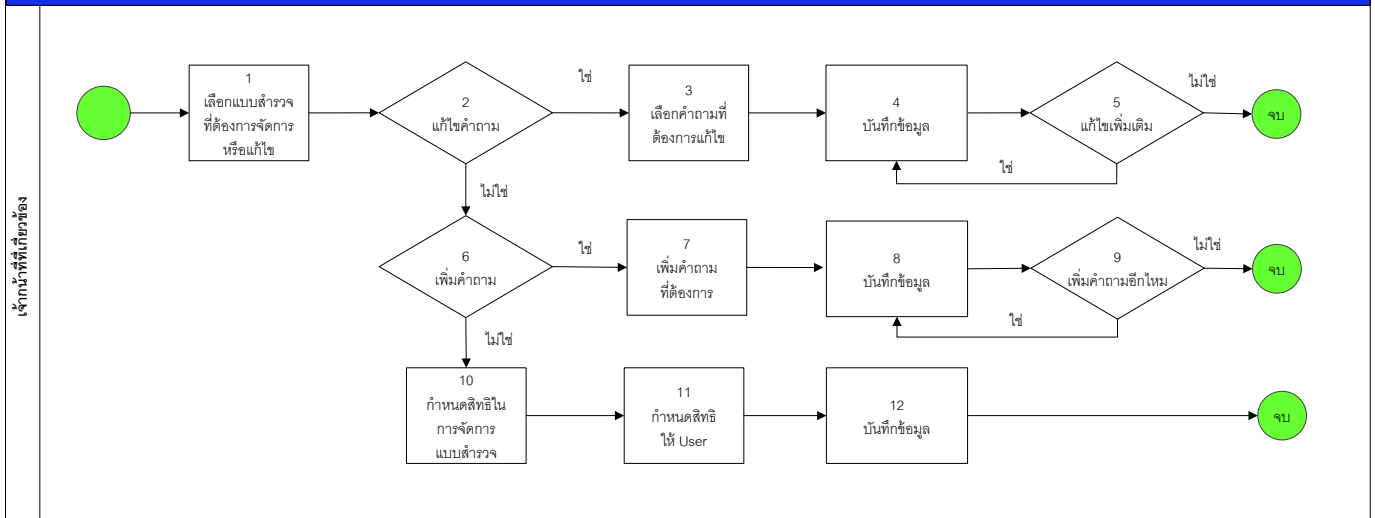 เจ้าหน้าที่ที่เกี่ยวข้อง
1
เลือกแบบสำรวจ
ที่ต้องการจัดการ
หรือแก้ไข
2
แก้ไขคำถาม
ใช่
3
เลือกคำถามที่
ต้องการแก้ไข
4
บันทึกข้อมูล
5
แก้ไขเพิ่มเติม
ไม่ใช่
จบ
ใช่
ไม่ใช่
6
เพิ่มคำถาม
ใช่
7
เพิ่มคำถาม
ที่ต้องการ
8
บันทึกข้อมูล
9
เพิ่มคำถามอีกไหม
ไม่ใช่
จบ
ใช่
ไม่ใช่
10
กำหนดสิทธิใน
การจัดการ
แบบสำรวจ
11
กำหนดสิทธิ
ให้ User
12
บันทึกข้อมูล
จบ